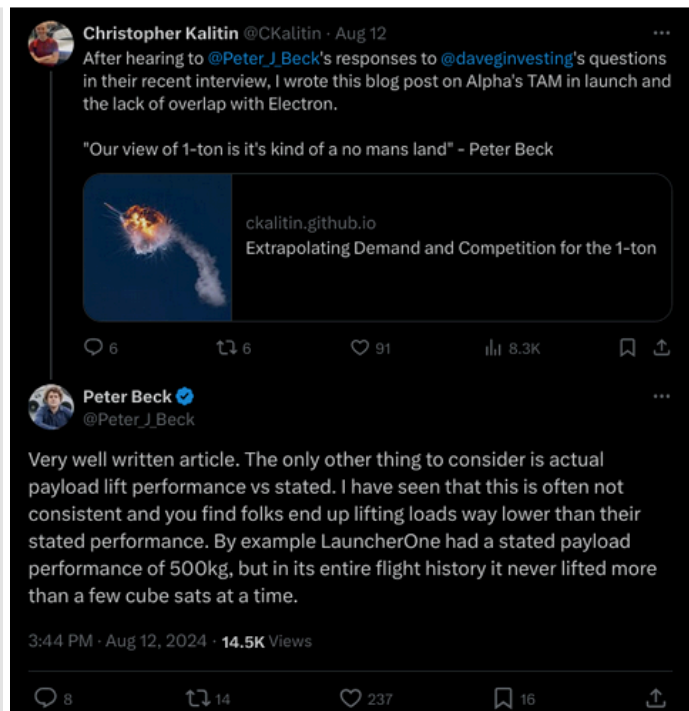 Christopher Kalitin @CKalitin · Aug 12
After hearing to @Peter_J_Beck's responses to @daveginvesting's questions
in their recent interview, I wrote this blog post on Alpha's TAM in launch and
the lack of overlap with Electron.
"Our view of 1-ton is it's kind of a no mans land" - Peter Beck
ckalitin.github.io
Extrapolating Demand and Competition for the 1-ton
6 6 91 8.3K
Peter Beck
@Peter_J_Beck
Very well written article. The only other thing to consider is actual
payload lift performance vs stated. I have seen that this is often not
consistent and you find folks end up lifting loads way lower than their
stated performance. By example LauncherOne had a stated payload
performance of 500kg, but in its entire flight history it never lifted more
than a few cube sats at a time.
3:44 PM · Aug 12, 2024 · 14.5K Views
8 14 237 16